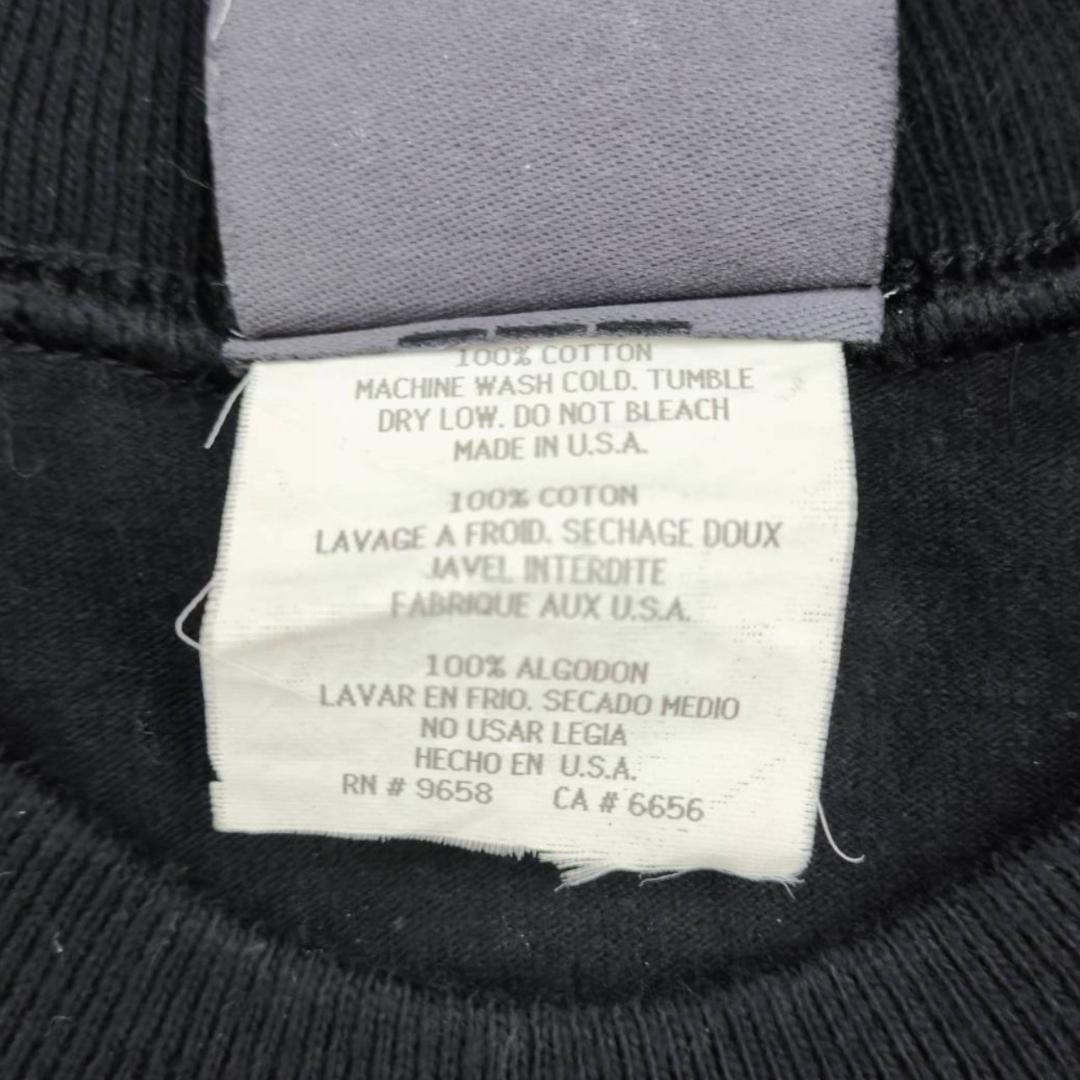 100% COTTON
MACHINE WASH COLD. TUMBLE
DRY LOW. DO NOT BLEACH
MADE IN U.S.A.
100% COTON
LAVAGE A FROID. SECHAGE DOUX
JAVEL INTERDITE
FABRIQUE AUX U.S.A.
100% ALGODON
LAVAR EN FRIO. SECADO MEDIO
NO USAR LEGIA
HECHO EN U.S.A.
RN # 9658 CA # 6656